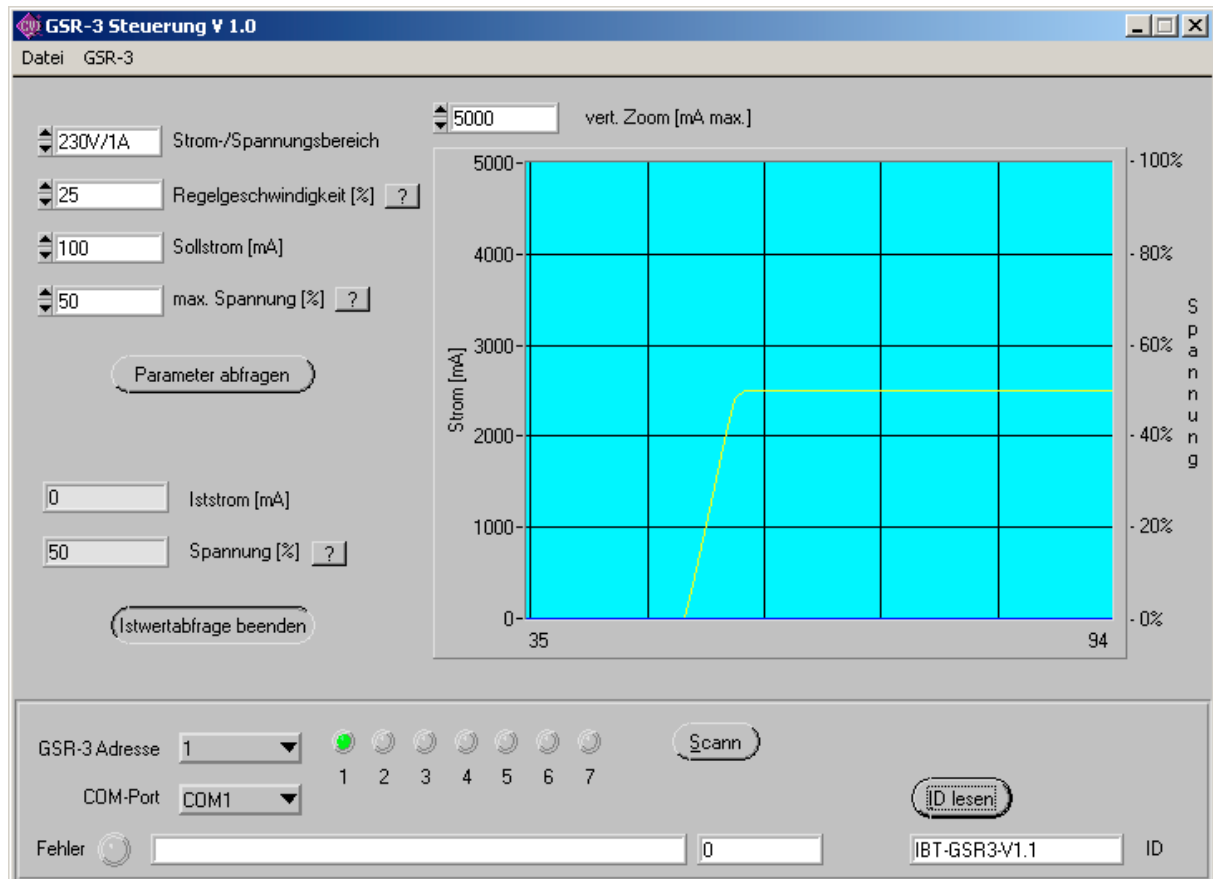 CVI GSR-3 Steuerung V 1.0
Datei GSR-3
230V/1A Strom-/Spannungsbereich
25 Regelgeschwindigkeit [%] ?
100 Sollstrom [mA]
50 max. Spannung [%] ?
Parameter abfragen
0 Iststrom [mA]
50 Spannung [%] ?
Istwertabfrage beenden
5000 vert. Zoom [mA max.]
Strom [mA]
5000
4000
3000
2000
1000
0
35 94
100%
80%
60%
40%
20%
0%
Spannung
GSR-3 Adresse 1
1 2 3 4 5 6 7
Scann
COM-Port COM1
ID lesen
Fehler 0 IBT-GSR3-V1.1 ID